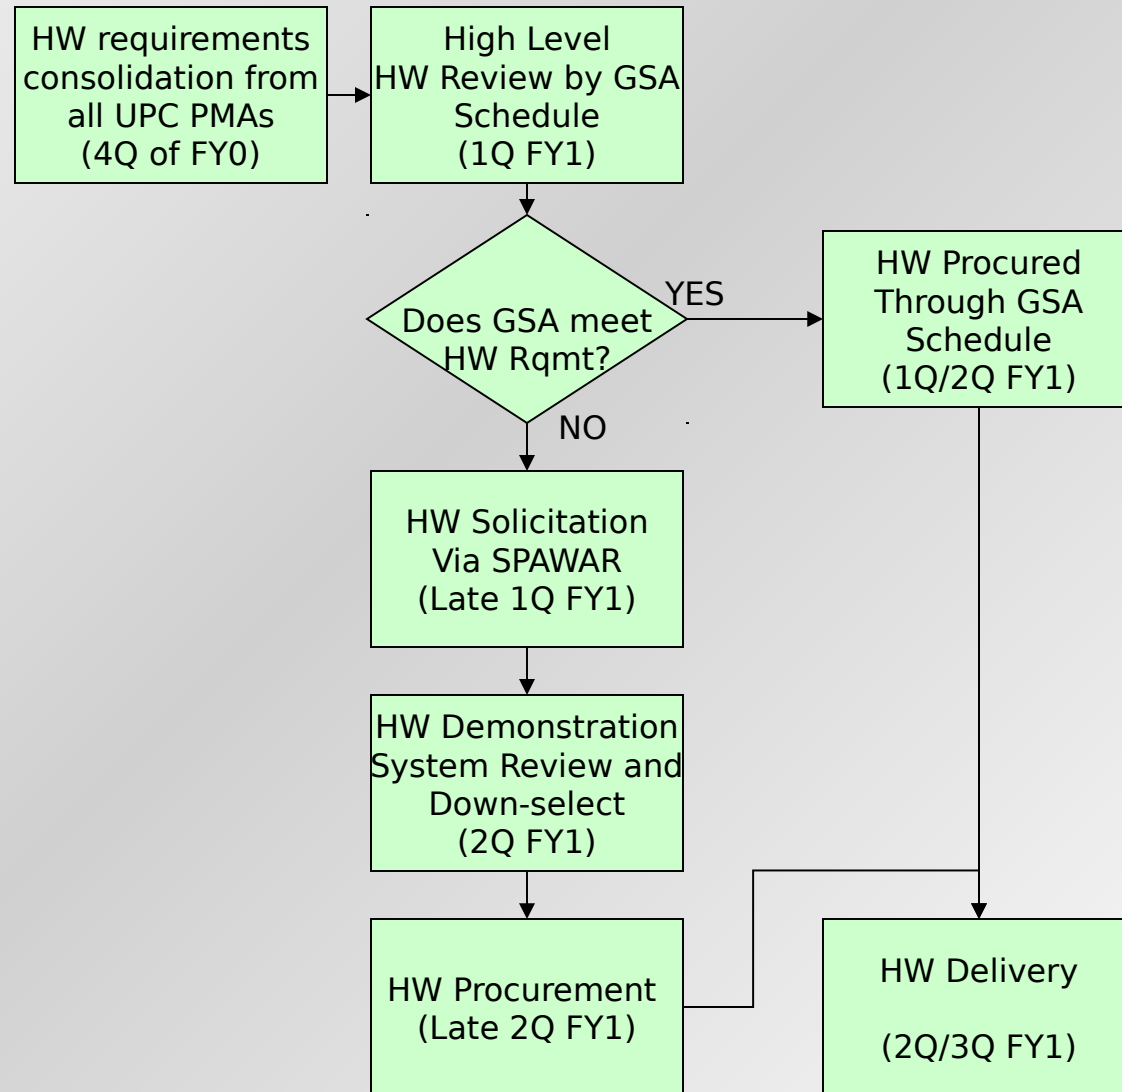 HW requirements
consolidation from
all UPC PMAs
(4Q of FY0)
High Level
HW Review by GSA
Schedule
(1Q FY1)
Does GSA meet
HW Rqmt?
YES
HW Procured
Through GSA
Schedule
(1Q/2Q FY1)
NO
HW Solicitation
Via SPAWAR
(Late 1Q FY1)
HW Demonstration
System Review and
Down-select
(2Q FY1)
HW Procurement
(Late 2Q FY1)
HW Delivery
(2Q/3Q FY1)